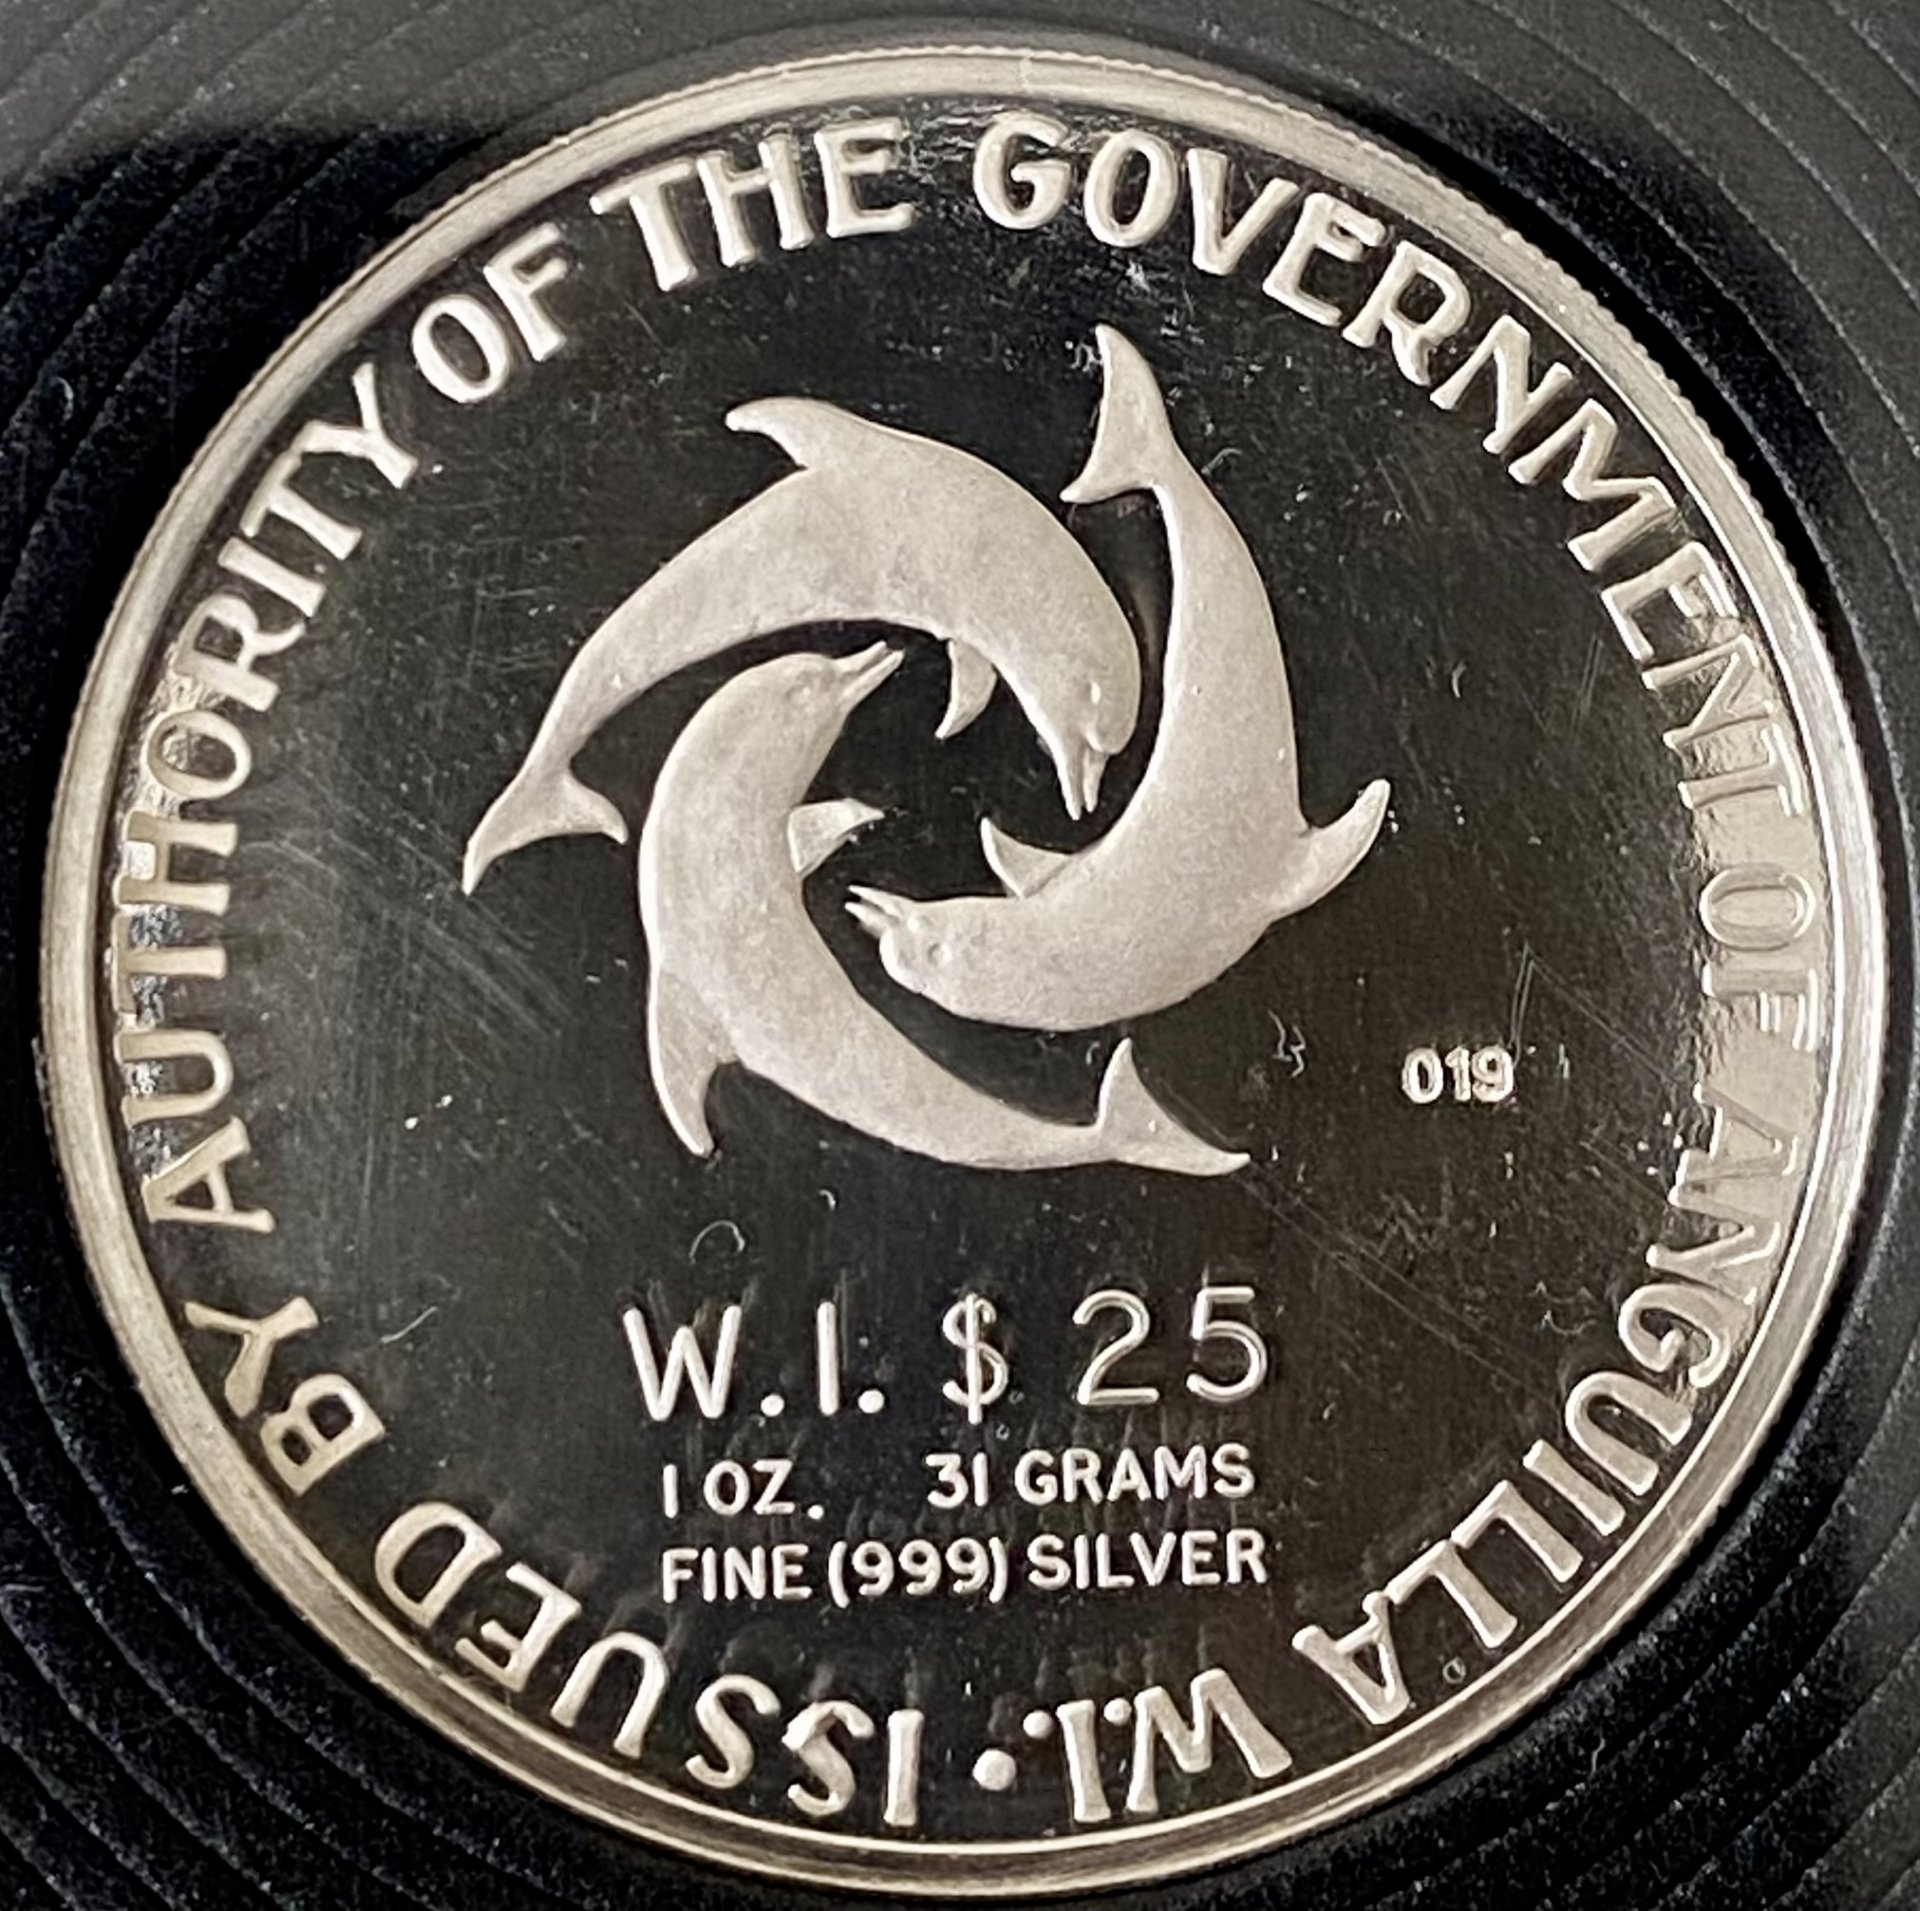 ISSUED BY AUTHORITY OF THE GOVERNMENT OF ANGUILLA W.I. •
019
W.I. $ 25
1 OZ. 31 GRAMS
FINE (999) SILVER